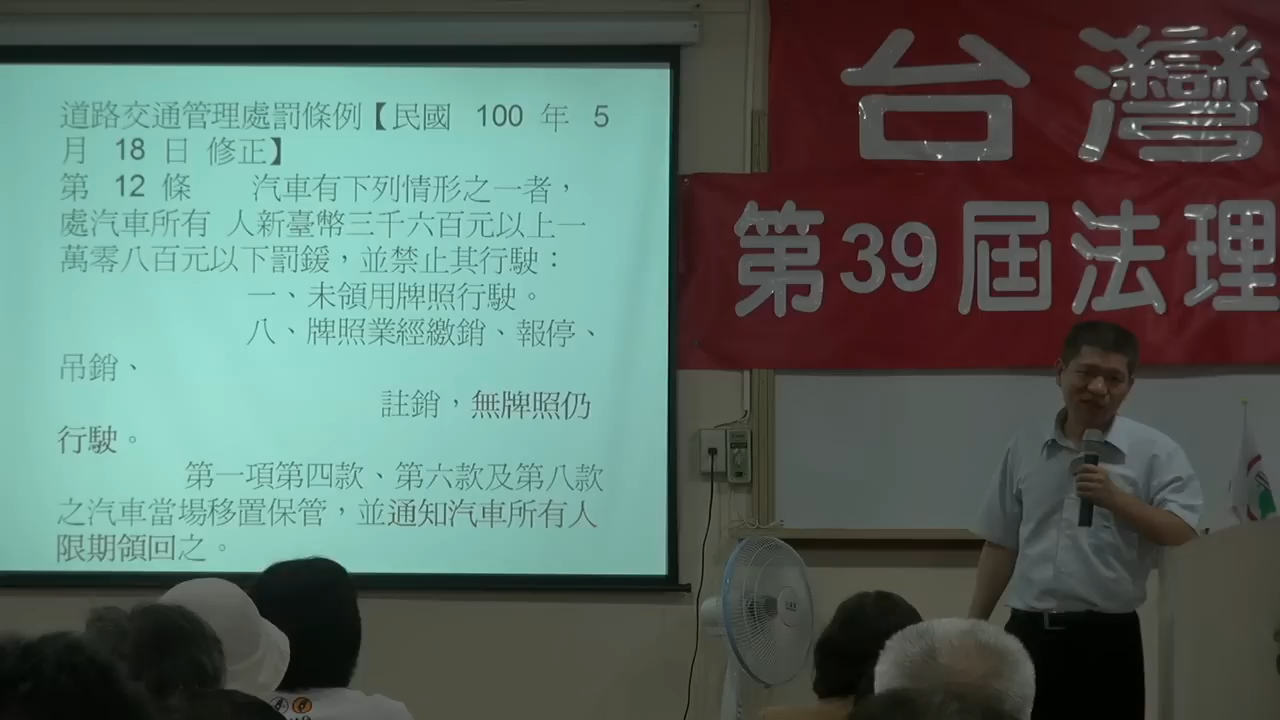 道路交通管理處罰條例【民國 100 年 5
月 18 日 修正】
第 12 條 汽車有下列情形之一者，
處汽車所有 人新臺幣三千六百元以上一
萬零八百元以下罰鍰，並禁止其行駛：
一、未領用牌照行駛。
八、牌照業經繳銷、報停、
吊銷、
註銷，無牌照仍
行駛。
第一項第四款、第六款及第八款
之汽車當場移置保管，並通知汽車所有人
限期領回之。
台灣
第39屆法理